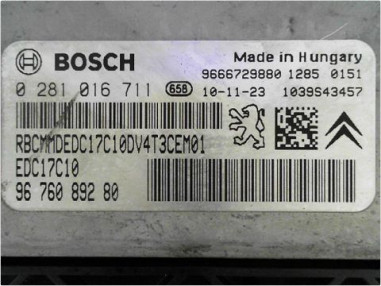 BOSCH
Made in Hungary
9666729880 1285 0151
0 281 016 711 658 10-11-23 1039S43457
RBCMMDEDC17C10DV4T3CEM01
EDC17C10
96 760 892 80